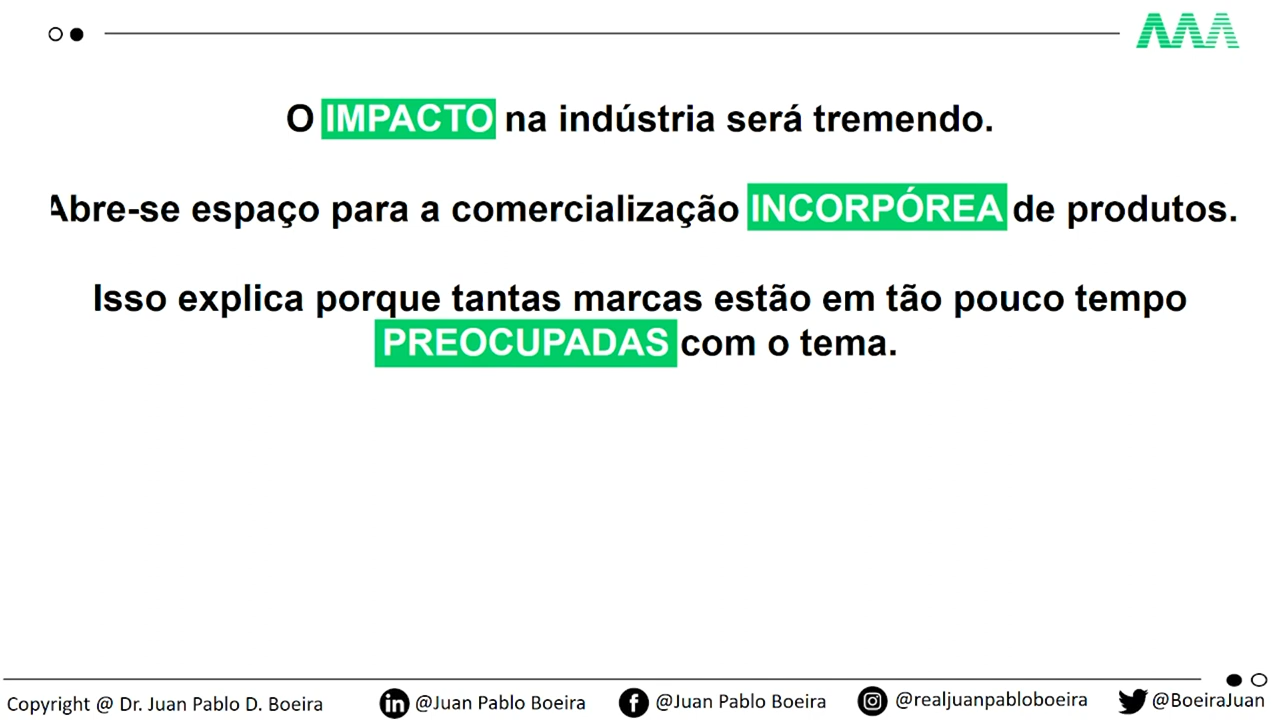 O IMPACTO na indústria será tremendo.
Abre-se espaço para a comercialização INCORPÓREA de produtos.
Isso explica porque tantas marcas estão em tão pouco tempo
PREOCUPADAS com o tema.
Copyright @ Dr. Juan Pablo D. Boeira
in @Juan Pablo Boeira
f @Juan Pablo Boeira
@realjuanpabloboeira
@BoeiraJuan